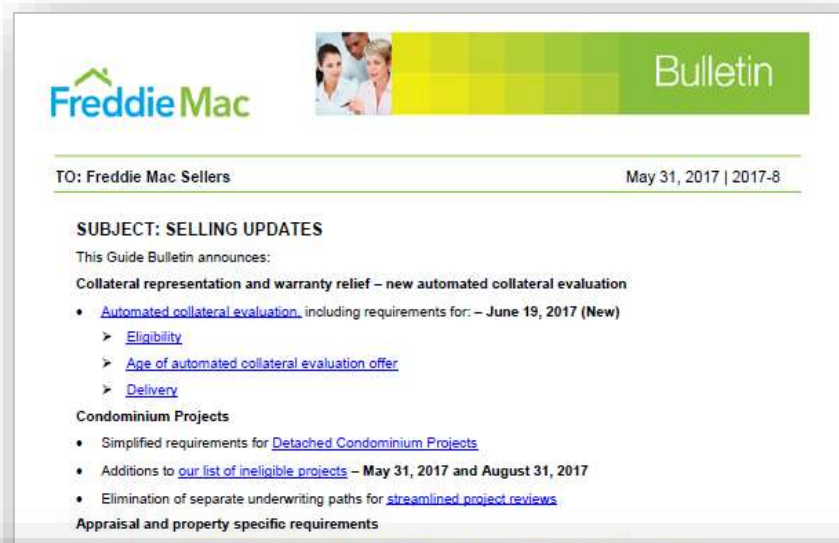 FreddieMac
Bulletin
TO: Freddie Mac Sellers May 31, 2017 | 2017-8
SUBJECT: SELLING UPDATES
This Guide Bulletin announces:
Collateral representation and warranty relief – new automated collateral evaluation
• Automated collateral evaluation, including requirements for: – June 19, 2017 (New)
➢ Eligibility
➢ Age of automated collateral evaluation offer
➢ Delivery
Condominium Projects
• Simplified requirements for Detached Condominium Projects
• Additions to our list of ineligible projects – May 31, 2017 and August 31, 2017
• Elimination of separate underwriting paths for streamlined project reviews
Appraisal and property specific requirements